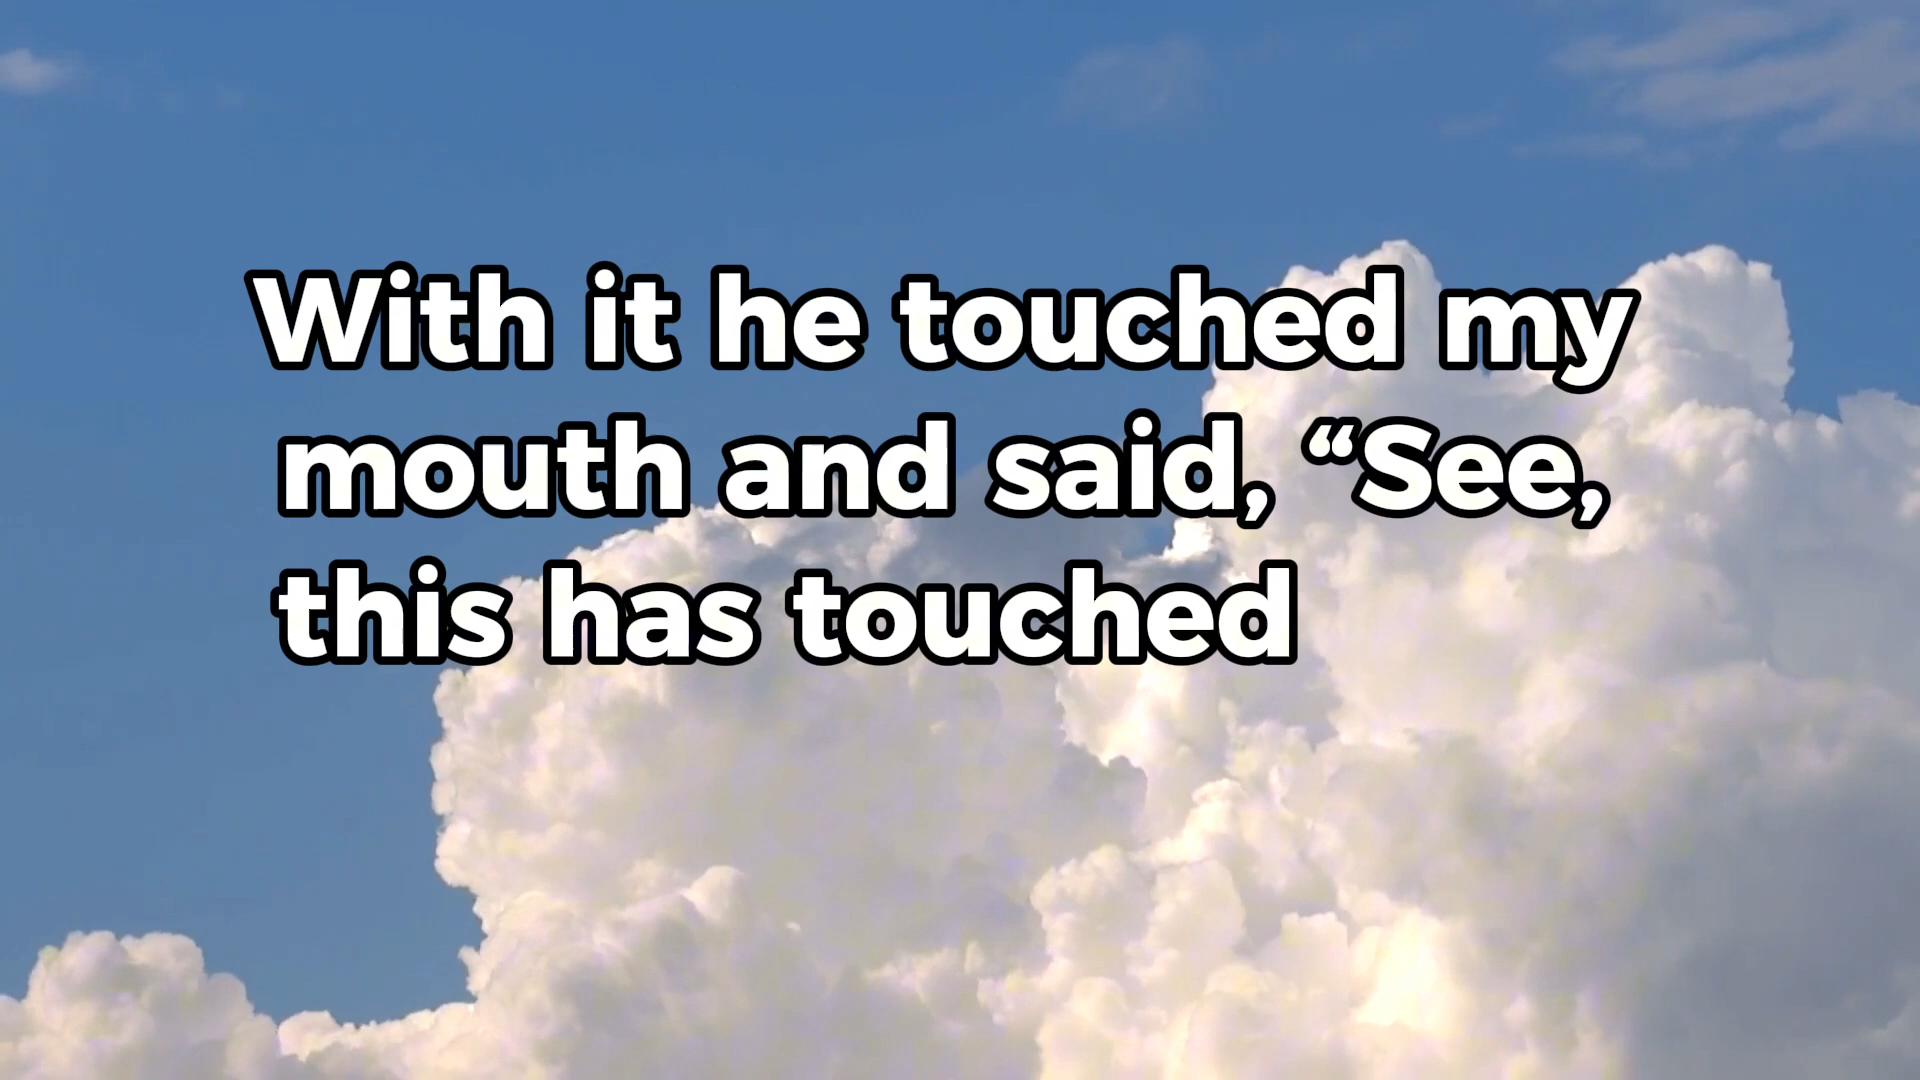 With it he touched my
mouth and said, “See,
this has touched